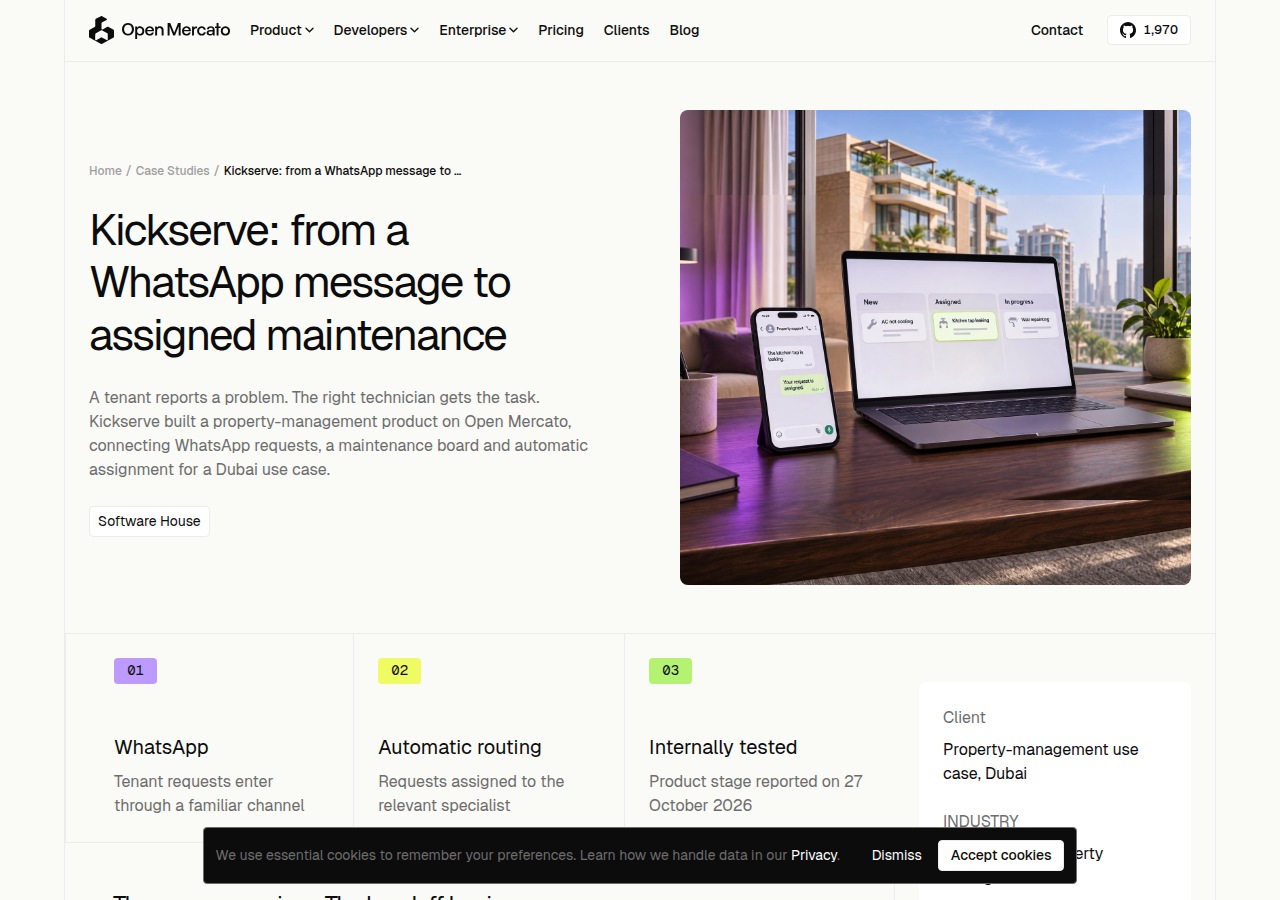 Open Mercato
Product
Developers
Enterprise
Pricing
Clients
Blog
Contact
1,970
Home / Case Studies / Kickserve: from a WhatsApp message to ...
Kickserve: from a
WhatsApp message to
assigned maintenance
A tenant reports a problem. The right technician gets the task.
Kickserve built a property-management product on Open Mercato,
connecting WhatsApp requests, a maintenance board and automatic
assignment for a Dubai use case.
Software House
Property support
The kitchen tap is
leaking.
Your request is
assigned.
New
AC not cooling
Assigned
Kitchen tap leaking
In progress
Wall repainting
01
WhatsApp
Tenant requests enter
through a familiar channel
02
Automatic routing
Requests assigned to the
relevant specialist
03
Internally tested
Product stage reported on 27
October 2026
Client
Property-management use
case, Dubai
INDUSTRY
We use essential cookies to remember your preferences. Learn how we handle data in our Privacy.
Dismiss
Accept cookies